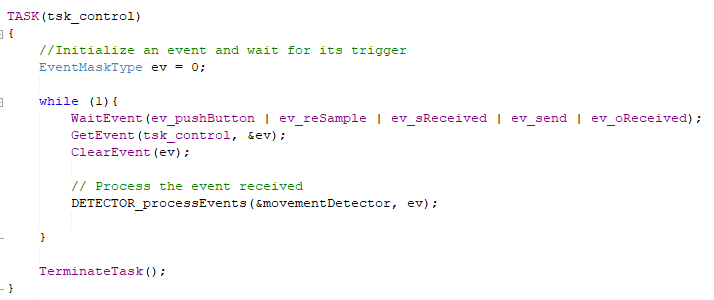 TASK(tsk_control)
{
    //Initialize an event and wait for its trigger
    EventMaskType ev = 0;

    while (1){
        WaitEvent(ev_pushButton | ev_reSample | ev_sReceived | ev_send | ev_oReceived);
        GetEvent(tsk_control, &ev);
        ClearEvent(ev);

        // Process the event received
        DETECTOR_processEvents(&movementDetector, ev);

    }

    TerminateTask();
}